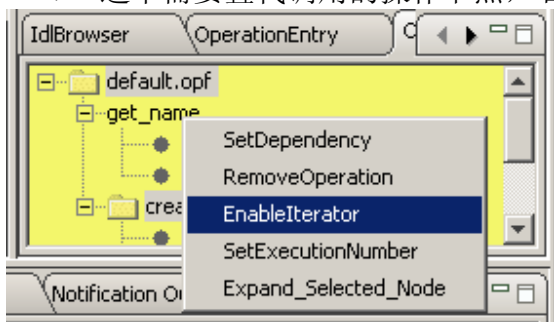 IdlBrowser OperationEntry
default.opf
get_name
SetDependency
RemoveOperation
EnableIterator
SetExecutionNumber
Expand_Selected_Node
Notification